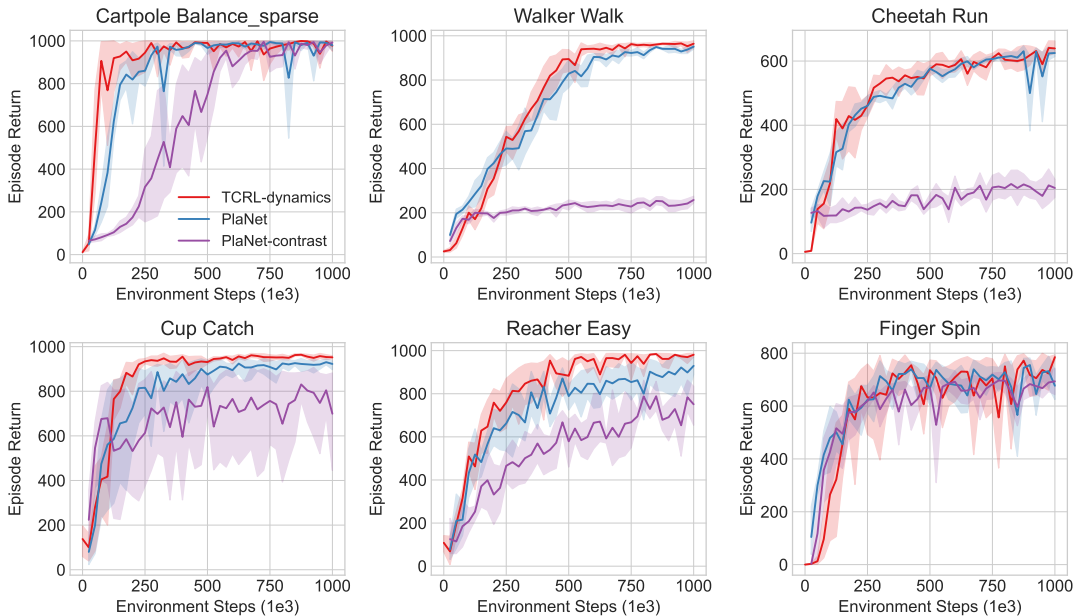 Cartpole Balance_sparse
Episode Return
1000
800
600
400
200
0
TCRL-dynamics
PlaNet
PlaNet-contrast
0 250 500 750 1000
Environment Steps (1e3)
Walker Walk
Episode Return
1000
800
600
400
200
0
0 250 500 750 1000
Environment Steps (1e3)
Cheetah Run
Episode Return
600
400
200
0
0 250 500 750 1000
Environment Steps (1e3)
Cup Catch
Episode Return
1000
800
600
400
200
0
0 250 500 750 1000
Environment Steps (1e3)
Reacher Easy
Episode Return
1000
800
600
400
200
0
0 250 500 750 1000
Environment Steps (1e3)
Finger Spin
Episode Return
800
600
400
200
0
0 250 500 750 1000
Environment Steps (1e3)